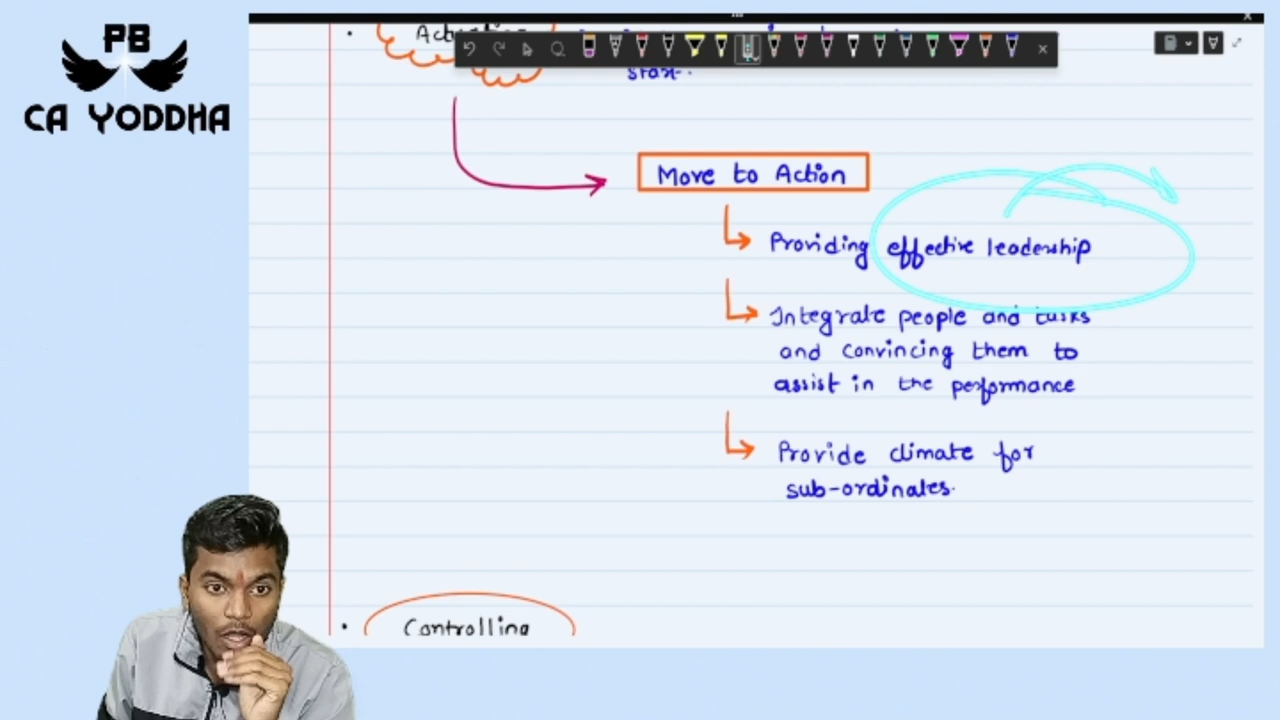 PB
CA YODDHA
start.
Move to Action
Providing effective leadership
Integrate people and tasks
and convincing them to
assist in the performance
Provide climate for
sub-ordinates.
Controlling